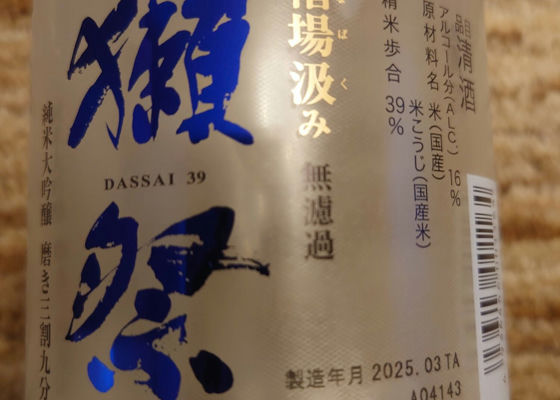 品目 清酒
アルコール分(ALC.) 16%
原材料名 米(国産)
米こうじ(国産米)
精米歩合 39%
槽場汲み
ばく
無濾過
獺祭
DASSAI 39
純米大吟醸 磨き三割九分
製造年月 2025.03 TA
A04143